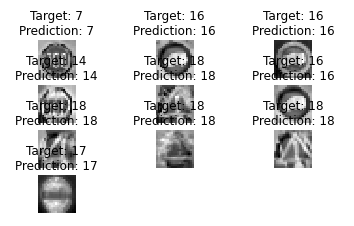 Target: 7
Prediction: 7
Target: 16
Prediction: 16
Target: 16
Prediction: 16
Target: 14
Prediction: 14
Target: 18
Prediction: 18
Target: 16
Prediction: 16
Target: 18
Prediction: 18
Target: 18
Prediction: 18
Target: 18
Prediction: 18
Target: 17
Prediction: 17